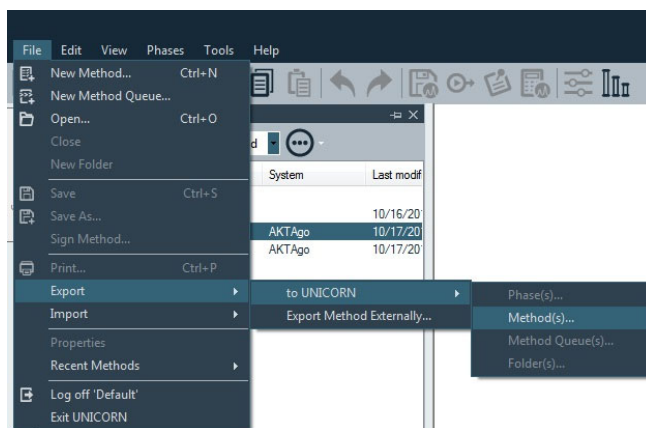 File Edit View Phases Tools Help
New Method... Ctrl+N
New Method Queue...
Open... Ctrl+O
Close
New Folder
Save Ctrl+S
Save As...
Sign Method...
Print... Ctrl+P
Export
Import
Properties
Recent Methods
Log off 'Default'
Exit UNICORN
d
System Last modif
10/16/20
AKTAgo 10/17/20
AKTAgo 10/17/20
to UNICORN
Export Method Externally...
Phase(s)...
Method(s)...
Method Queue(s)...
Folder(s)...